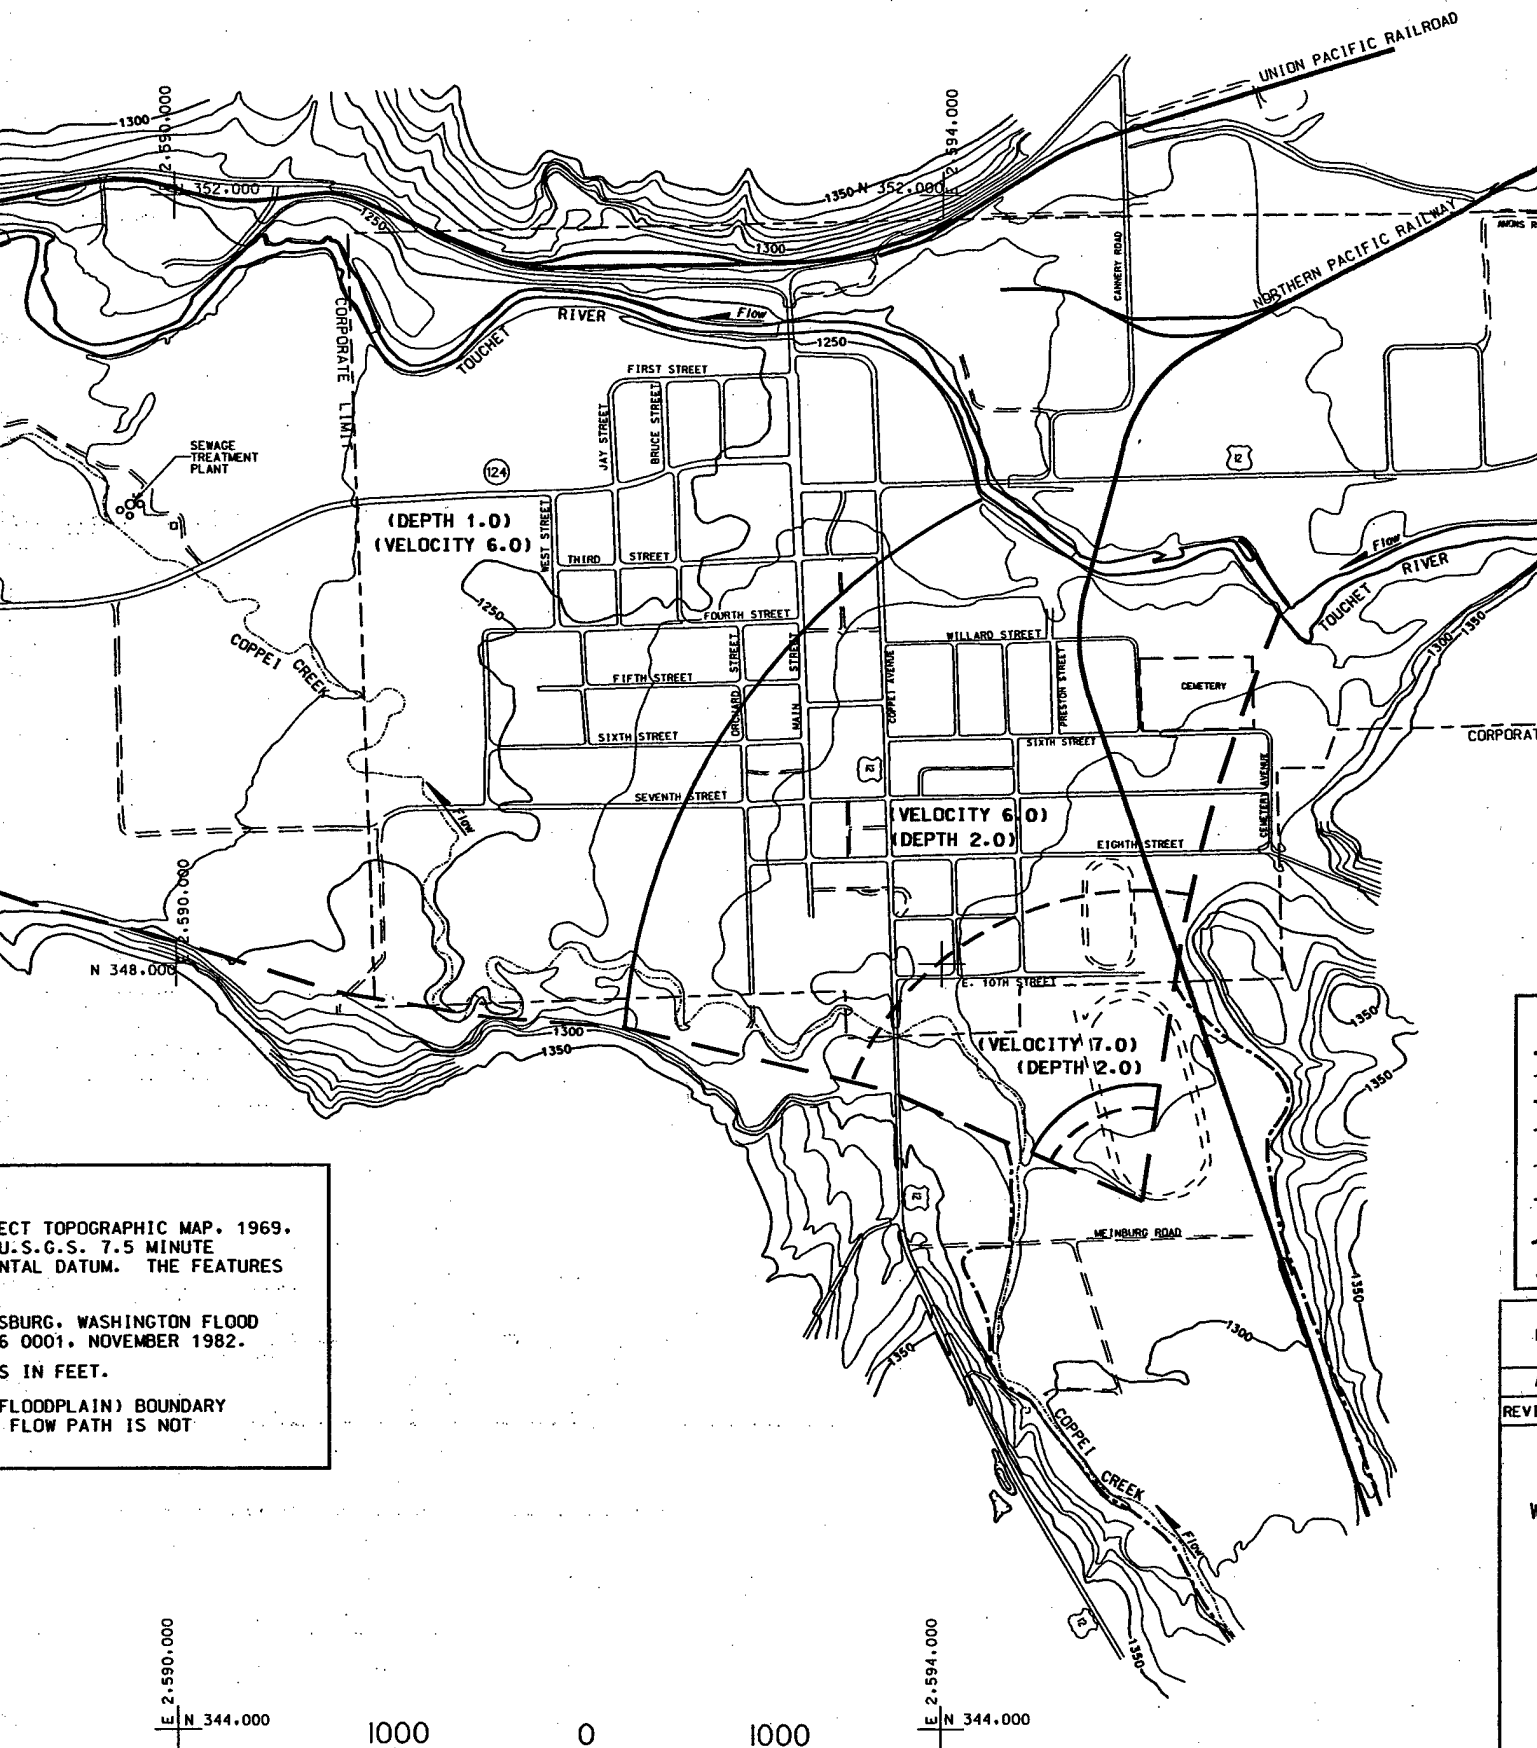 UNION PACIFIC RAILROAD
1300
E 2,590,000
N 352,000
2,594,000
1350
N 352,000
1250
1300
CANNERY ROAD
NORTHERN PACIFIC RAILWAY
CORPORATE LIMIT
TOUCHET
RIVER
Flow
1250
FIRST STREET
JAY STREET
BRUCE STREET
SEWAGE
TREATMENT
PLANT
124
12
(DEPTH 1.0)
(VELOCITY 6.0)
WEST STREET
THIRD STREET
Flow
RIVER
TOUCHET
1250
FOURTH STREET
WILLARD STREET
1300
1350
COPPEI CREEK
FIFTH STREET
ORCHARD STREET
MAIN STREET
COPPEI AVENUE
PRESTON STREET
CEMETERY
SIXTH STREET
SIXTH STREET
CORPORAT
12
CEMETERY AVENUE
SEVENTH STREET
Flow
(VELOCITY 6.0)
(DEPTH 2.0)
EIGHTH STREET
2,590,000
N 348,000
E. 10TH STREET
1300
1350
(VELOCITY 7.0)
(DEPTH 2.0)
1350
1350
12
MEINBURG ROAD
ECT TOPOGRAPHIC MAP, 1969.
U.S.G.S. 7.5 MINUTE
NTAL DATUM. THE FEATURES
SBURG, WASHINGTON FLOOD
6 0001, NOVEMBER 1982.
S IN FEET.
FLOODPLAIN) BOUNDARY
FLOW PATH IS NOT
1350
1300
1350
REVI
COPPEI
CREEK
Flow
12
1350
E 2,590,000
N 344,000
E 2,594,000
N 344,000
1000 0 1000